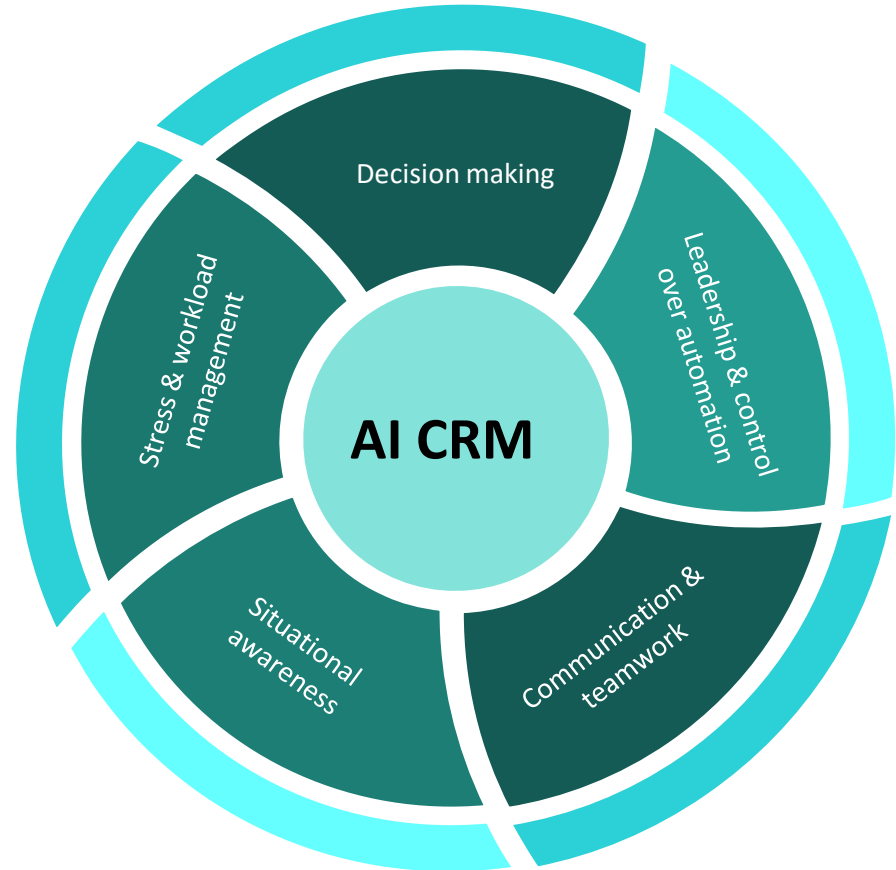 Decision making
Leadership & control
over automation
Communication &
teamwork
Situational
awareness
Stress & workload
management
AI CRM